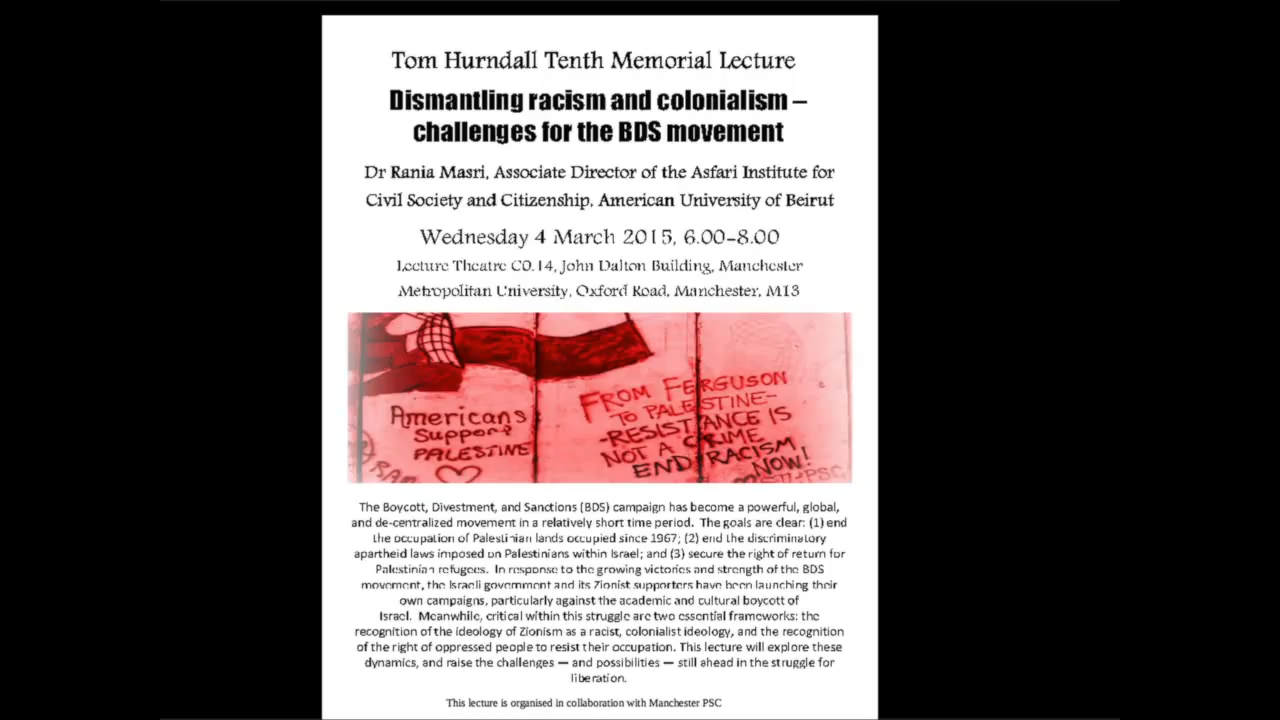 Tom Hurndall Tenth Memorial Lecture
Dismantling racism and colonialism –
challenges for the BDS movement
Dr Rania Masri, Associate Director of the Asfari Institute for
Civil Society and Citizenship, American University of Beirut
Wednesday 4 March 2015, 6.00–8.00
Lecture Theatre C0.14, John Dalton Building, Manchester
Metropolitan University, Oxford Road, Manchester, M13
Americans
Support
PALESTINE
FROM FERGUSON
TO PALESTINE-
-RESISTANCE IS
NOT A CRIME
END RACISM
NOW!
STL-PSC
The Boycott, Divestment, and Sanctions (BDS) campaign has become a powerful, global,
and de-centralized movement in a relatively short time period.  The goals are clear: (1) end
the occupation of Palestinian lands occupied since 1967; (2) end the discriminatory
apartheid laws imposed on Palestinians within Israel; and (3) secure the right of return for
Palestinian refugees.  In response to the growing victories and strength of the BDS
movement, the Israeli government and its Zionist supporters have been launching their
own campaigns, particularly against the academic and cultural boycott of
Israel.  Meanwhile, critical within this struggle are two essential frameworks: the
recognition of the ideology of Zionism as a racist, colonialist ideology, and the recognition
of the right of oppressed people to resist their occupation. This lecture will explore these
dynamics, and raise the challenges — and possibilities — still ahead in the struggle for
liberation.
This lecture is organised in collaboration with Manchester PSC